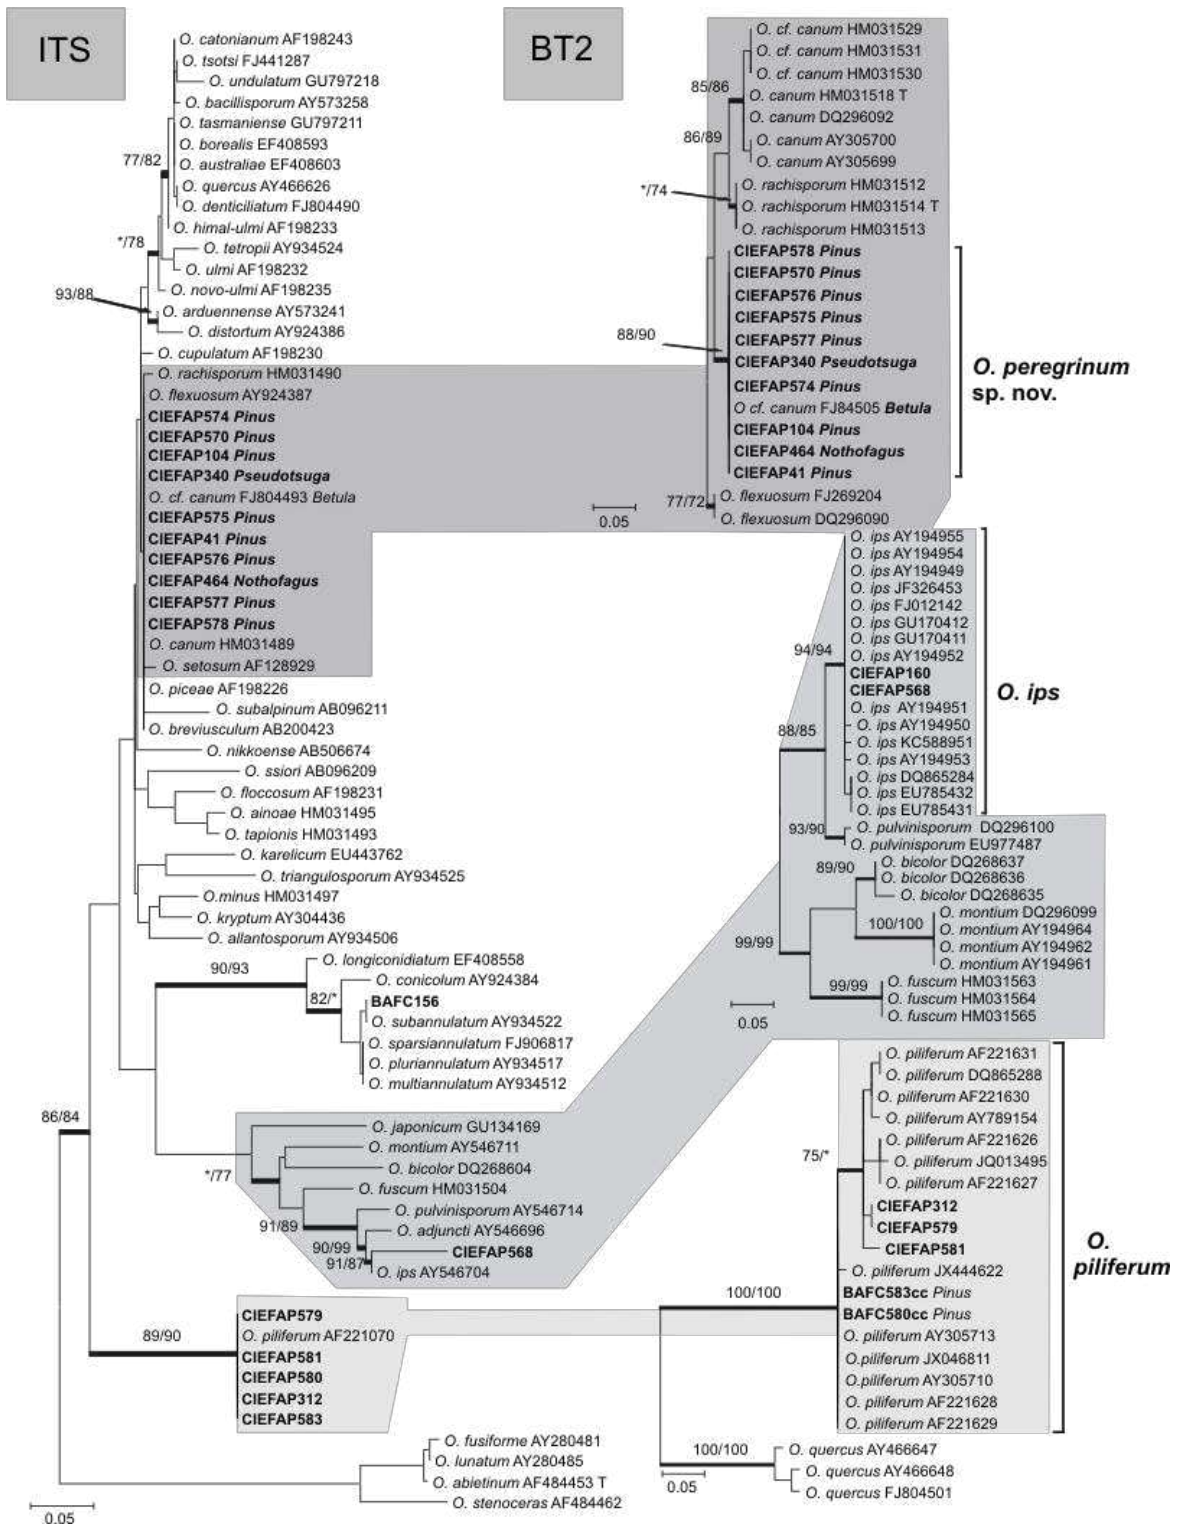 ITS
O. catonianum AF198243
O. tsotsi FJ441287
O. undulatum GU797218
O. bacillisporum AY573258
O. tasmaniense GU797211
O. borealis EF408593
77/82
O. australiae EF408603
O. quercus AY466626
O. denticiliatum FJ804490
O. himal-ulmi AF198233
*/78
O. tetropii AY934524
O. ulmi AF198232
O. novo-ulmi AF198235
93/88
O. arduennense AY573241
O. distortum AY924386
O. cupulatum AF198230
O. rachisporum HM031490
O. flexuosum AY924387
CIEFAP574 Pinus
CIEFAP570 Pinus
CIEFAP104 Pinus
CIEFAP340 Pseudotsuga
O. cf. canum FJ804493 Betula
CIEFAP575 Pinus
CIEFAP41 Pinus
CIEFAP576 Pinus
CIEFAP464 Nothofagus
CIEFAP577 Pinus
CIEFAP578 Pinus
O. canum HM031489
O. setosum AF128929
O. piceae AF198226
O. subalpinum AB096211
O. breviusculum AB200423
O. nikkoense AB506674
O. ssiori AB096209
O. floccosum AF198231
O. ainoae HM031495
O. tapionis HM031493
O. karelicum EU443762
O. triangulosporum AY934525
O.minus HM031497
O. kryptum AY304436
O. allantosporum AY934506
O. longiconidiatum EF408558
90/93
O. conicolum AY924384
82/*
BAFC156
O. subannulatum AY934522
O. sparsiannulatum FJ906817
O. pluriannulatum AY934517
O. multiannulatum AY934512
86/84
O. japonicum GU134169
O. montium AY546711
*/77
O. bicolor DQ268604
O. fuscum HM031504
O. pulvinisporum AY546714
91/89
O. adjuncti AY546696
90/99
CIEFAP568
91/87
O. ips AY546704
CIEFAP579
89/90
O. piliferum AF221070
CIEFAP581
CIEFAP580
CIEFAP312
CIEFAP583
O. fusiforme AY280481
O. lunatum AY280485
O. abietinum AF484453 T
O. stenoceras AF484462
0.05
BT2
O. cf. canum HM031529
O. cf. canum HM031531
O. cf. canum HM031530
85/86
O. canum HM031518 T
O. canum DQ296092
86/89
O. canum AY305700
O. canum AY305699
*/74
O. rachisporum HM031512
O. rachisporum HM031514 T
O. rachisporum HM031513
CIEFAP578 Pinus
CIEFAP570 Pinus
CIEFAP576 Pinus
CIEFAP575 Pinus
88/90
CIEFAP577 Pinus
CIEFAP340 Pseudotsuga
CIEFAP574 Pinus
O cf. canum FJ84505 Betula
CIEFAP104 Pinus
CIEFAP464 Nothofagus
CIEFAP41 Pinus
O. peregrinum
sp. nov.
77/72
O. flexuosum FJ269204
O. flexuosum DQ296090
0.05
O. ips AY194955
O. ips AY194954
O. ips AY194949
O. ips JF326453
O. ips FJ012142
O. ips GU170412
O. ips GU170411
94/94
O. ips AY194952
CIEFAP160
CIEFAP568
O. ips AY194951
O. ips AY194950
88/85
O. ips KC588951
O. ips AY194953
O. ips DQ865284
O. ips EU785432
O. ips EU785431
O. ips
93/90
O. pulvinisporum DQ296100
O. pulvinisporum EU977487
89/90
O. bicolor DQ268637
O. bicolor DQ268636
O. bicolor DQ268635
100/100
O. montium DQ296099
O. montium AY194964
O. montium AY194962
O. montium AY194961
99/99
99/99
O. fuscum HM031563
O. fuscum HM031564
O. fuscum HM031565
0.05
O. piliferum AF221631
O. piliferum DQ865288
O. piliferum AF221630
O. piliferum AY789154
O. piliferum AF221626
75/*
O. piliferum JQ013495
O. piliferum AF221627
CIEFAP312
CIEFAP579
CIEFAP581
O. piliferum JX444622
100/100
BAFC583cc Pinus
BAFC580cc Pinus
O. piliferum AY305713
O.piliferum JX046811
O.piliferum AY305710
O. piliferum AF221628
O. piliferum AF221629
O.
piliferum
100/100
O. quercus AY466647
O. quercus AY466648
O. quercus FJ804501
0.05